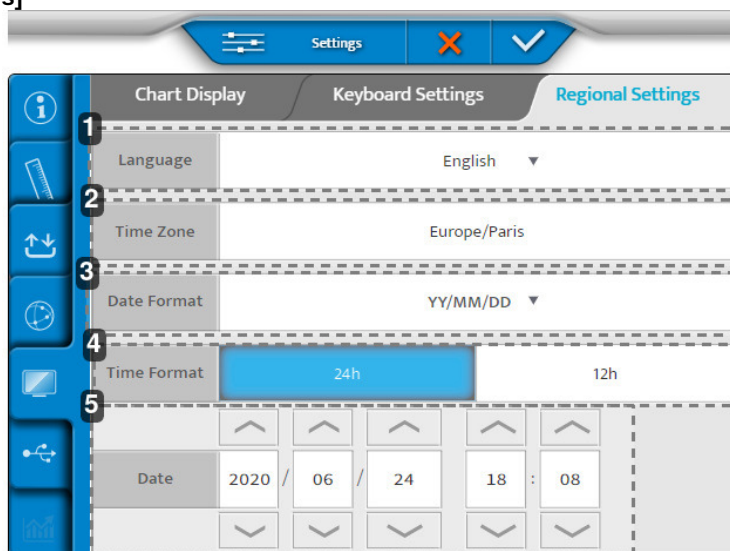 s]
Settings
Chart Display Keyboard Settings Regional Settings
1
Language English ▼
2
Time Zone Europe/Paris
3
Date Format YY/MM/DD ▼
4
Time Format 24h 12h
5
Date 2020 / 06 / 24 18 : 08